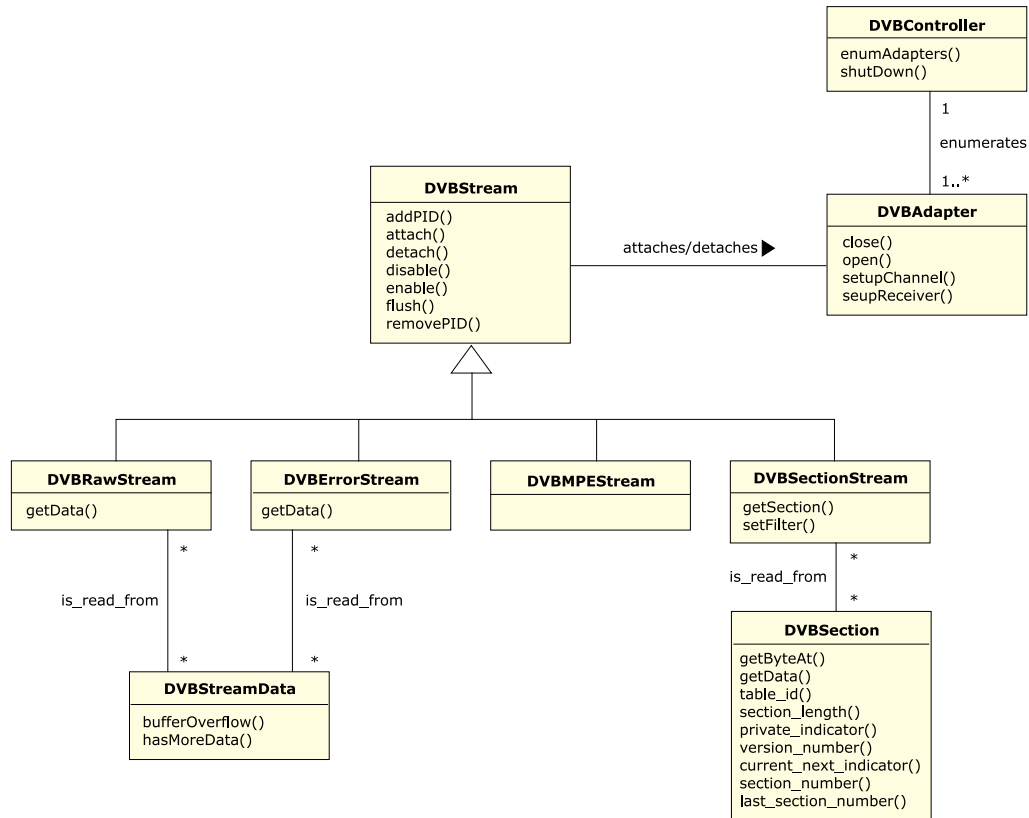 DVBController
enumAdapters()
shutDown()
1
enumerates
1..*
DVBStream
addPID()
attach()
detach()
disable()
enable()
flush()
removePID()
attaches/detaches
DVBAdapter
close()
open()
setupChannel()
seupReceiver()
DVBRawStream
getData()
DVBErrorStream
getData()
DVBMPEStream
DVBSectionStream
getSection()
setFilter()
*
is_read_from
*
*
is_read_from
*
*
is_read_from
*
DVBStreamData
bufferOverflow()
hasMoreData()
DVBSection
getByteAt()
getData()
table_id()
section_length()
private_indicator()
version_number()
current_next_indicator()
section_number()
last_section_number()